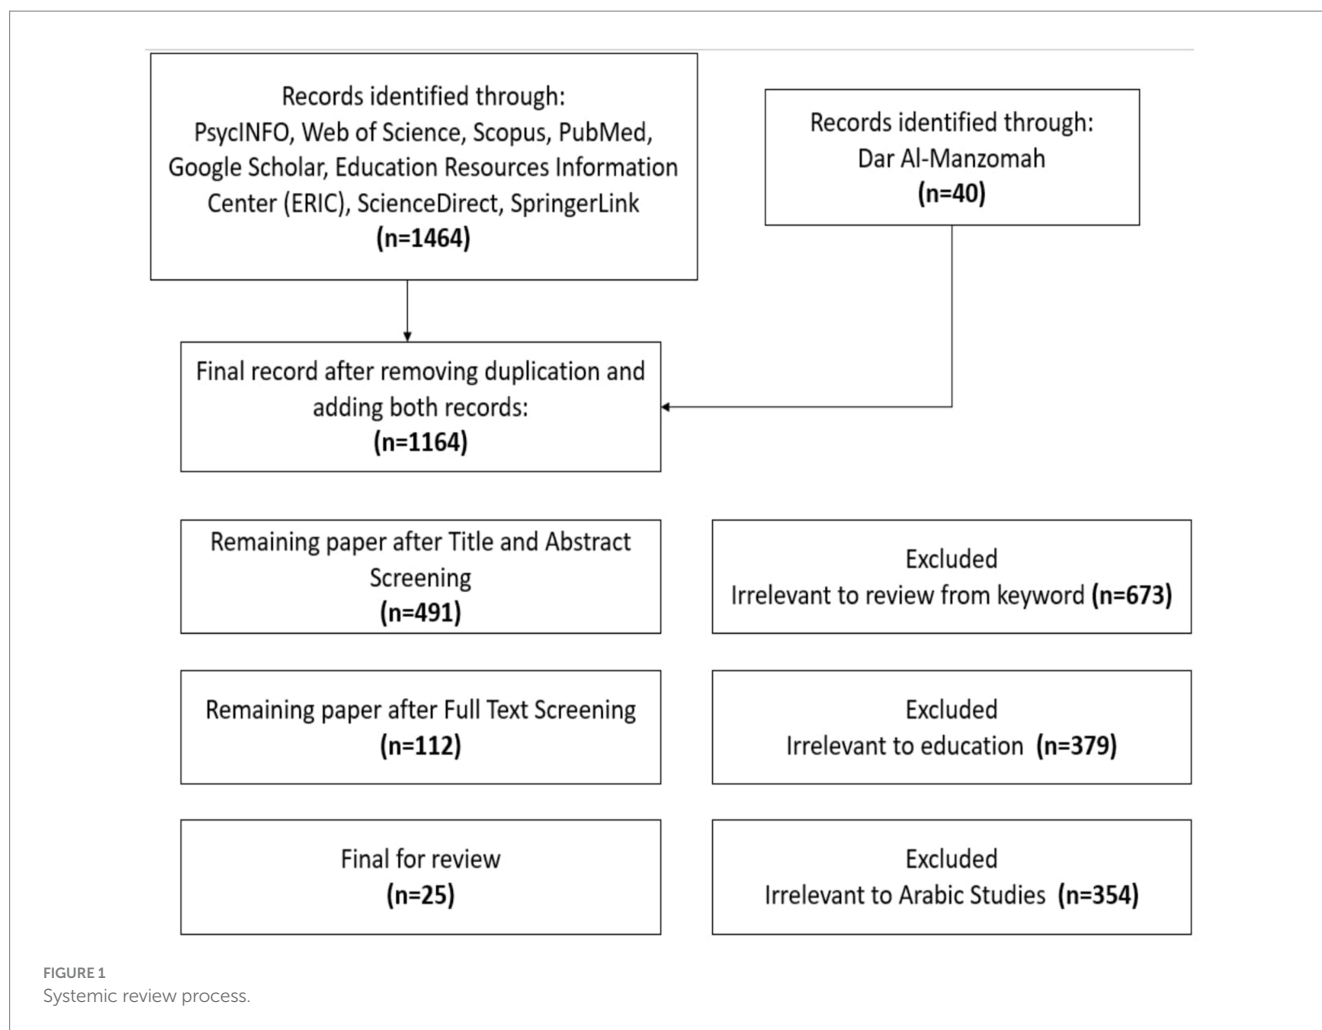 Records identified through:
PsycINFO, Web of Science, Scopus, PubMed,
Google Scholar, Education Resources Information
Center (ERIC), ScienceDirect, SpringerLink
(n=1464)
Records identified through:
Dar Al-Manzomah
(n=40)
Final record after removing duplication and
adding both records:
(n=1164)
Remaining paper after Title and Abstract
Screening
(n=491)
Excluded
Irrelevant to review from keyword (n=673)
Remaining paper after Full Text Screening
(n=112)
Excluded
Irrelevant to education (n=379)
Final for review
(n=25)
Excluded
Irrelevant to Arabic Studies (n=354)
FIGURE 1
Systemic review process.